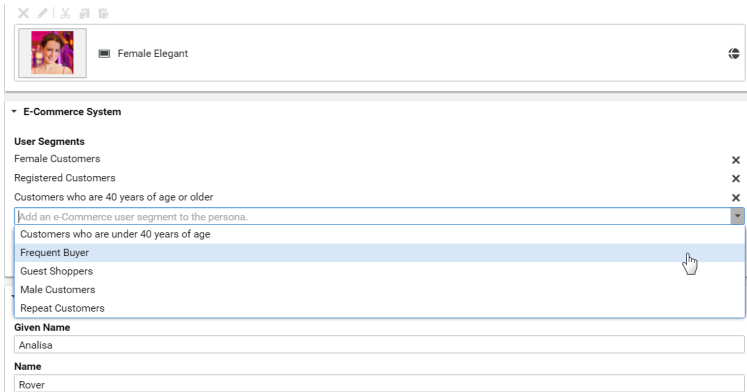 Female Elegant
E-Commerce System
User Segments
Female Customers
Registered Customers
Customers who are 40 years of age or older
Add an e-Commerce user segment to the persona.
Customers who are under 40 years of age
Frequent Buyer
Guest Shoppers
Male Customers
Repeat Customers
Given Name
Analisa
Name
Rover